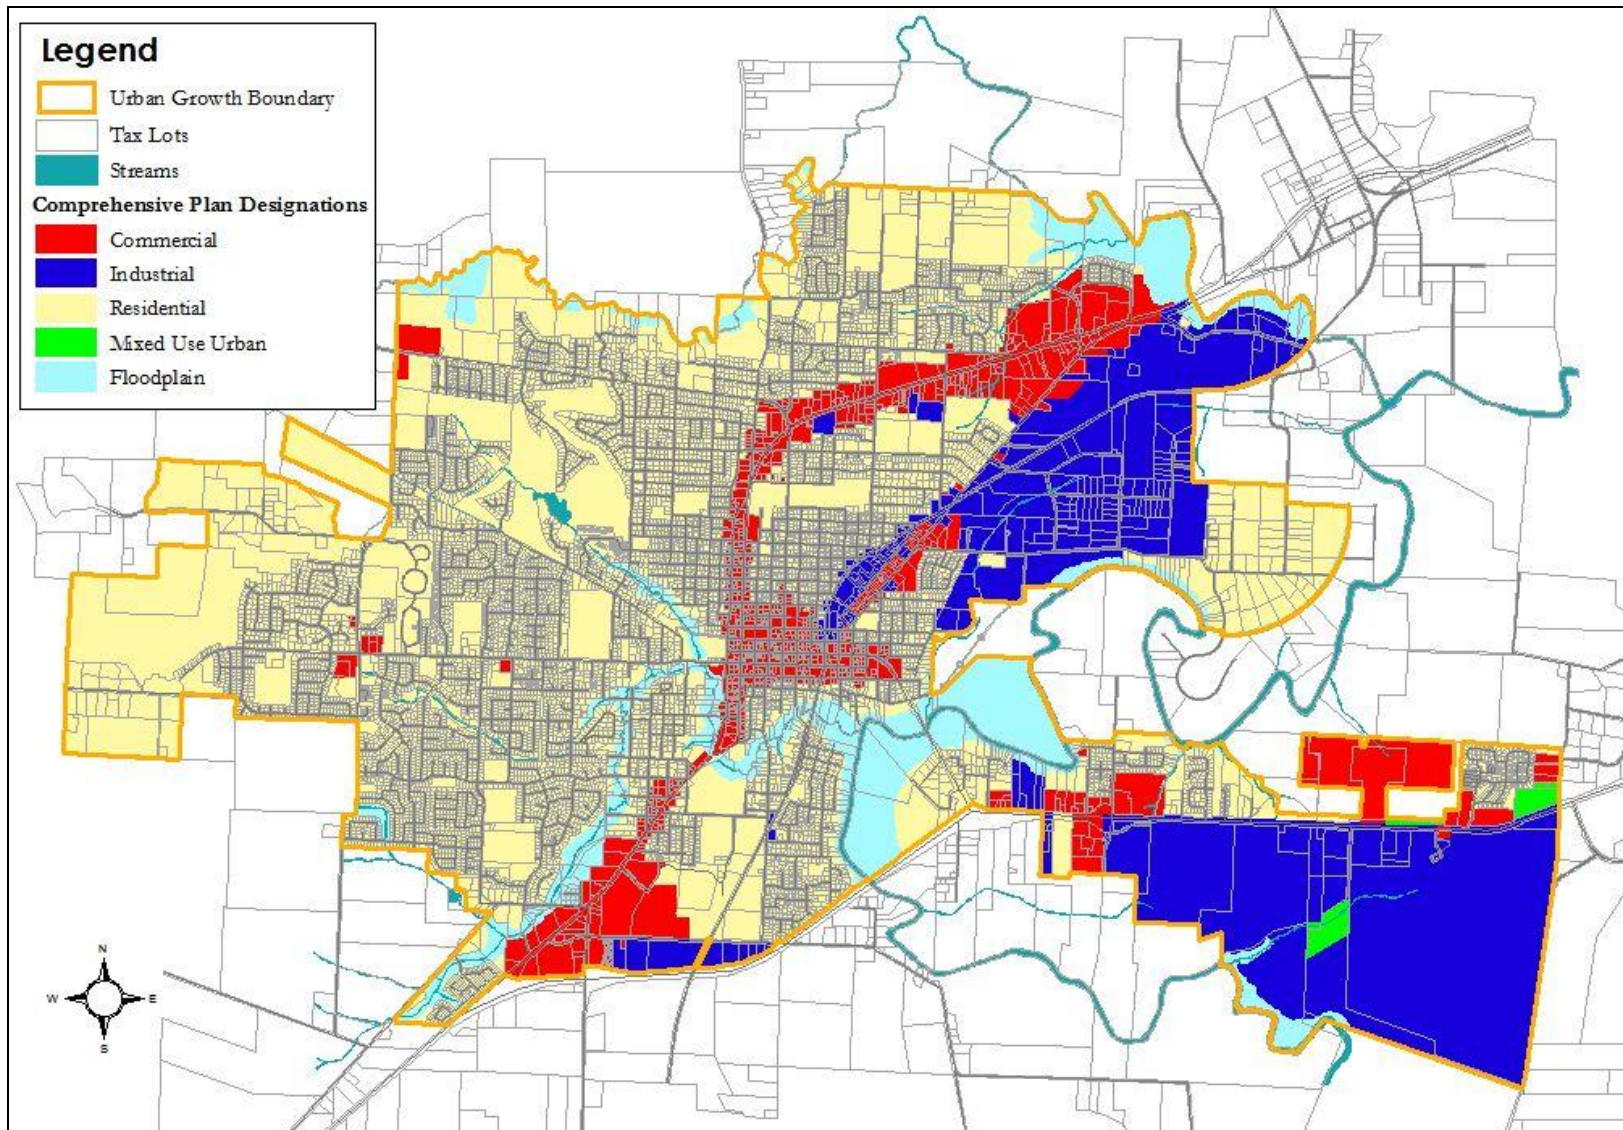 Legend
Urban Growth Boundary
Tax Lots
Streams
Comprehensive Plan Designations
Commercial
Industrial
Residential
Mixed Use Urban
Floodplain
N
W E
S